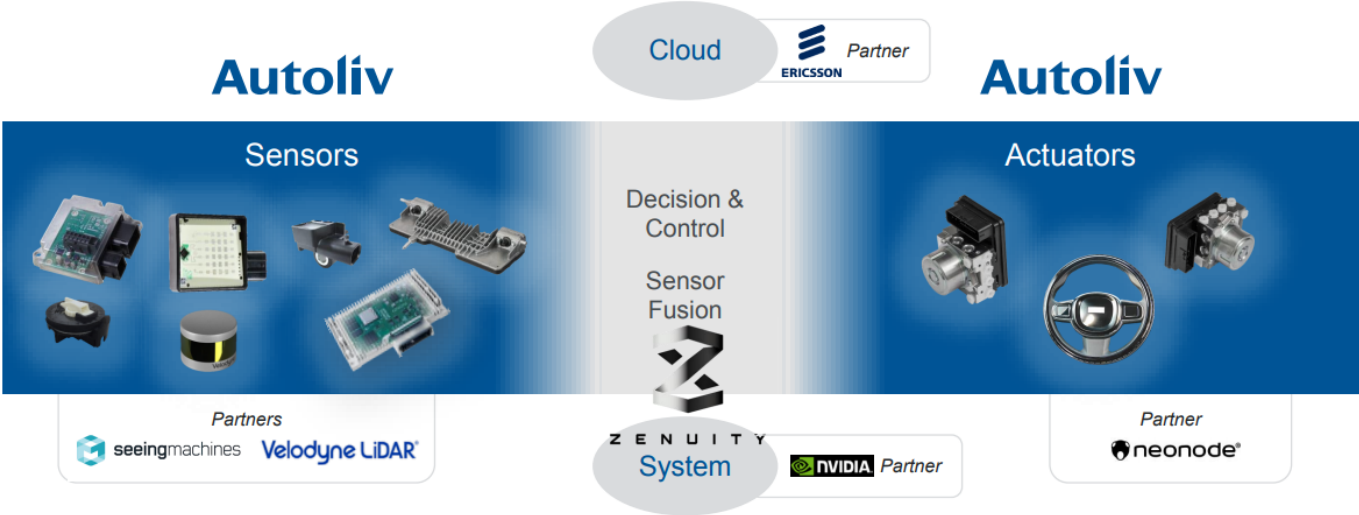 Cloud
ERICSSON
Partner
Autoliv
Autoliv
Sensors
Actuators
Decision &
Control
Sensor
Fusion
Velodyne
Partners
seeingmachines
Velodyne LiDAR®
ZENUITY
System
NVIDIA. Partner
Partner
neonode®